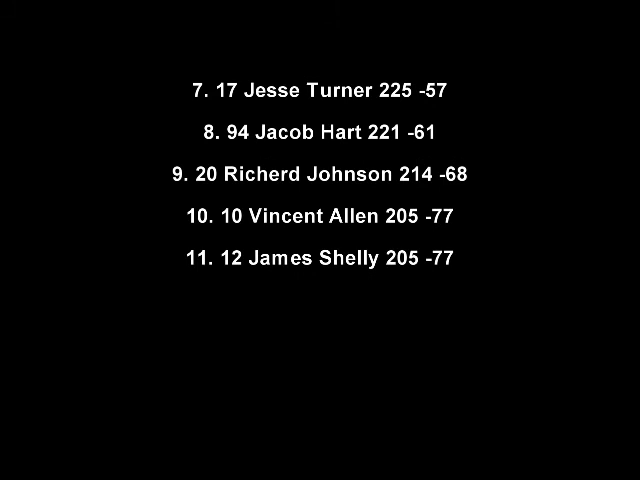 7. 17 Jesse Turner 225 -57
8. 94 Jacob Hart 221 -61
9. 20 Richerd Johnson 214 -68
10. 10 Vincent Allen 205 -77
11. 12 James Shelly 205 -77